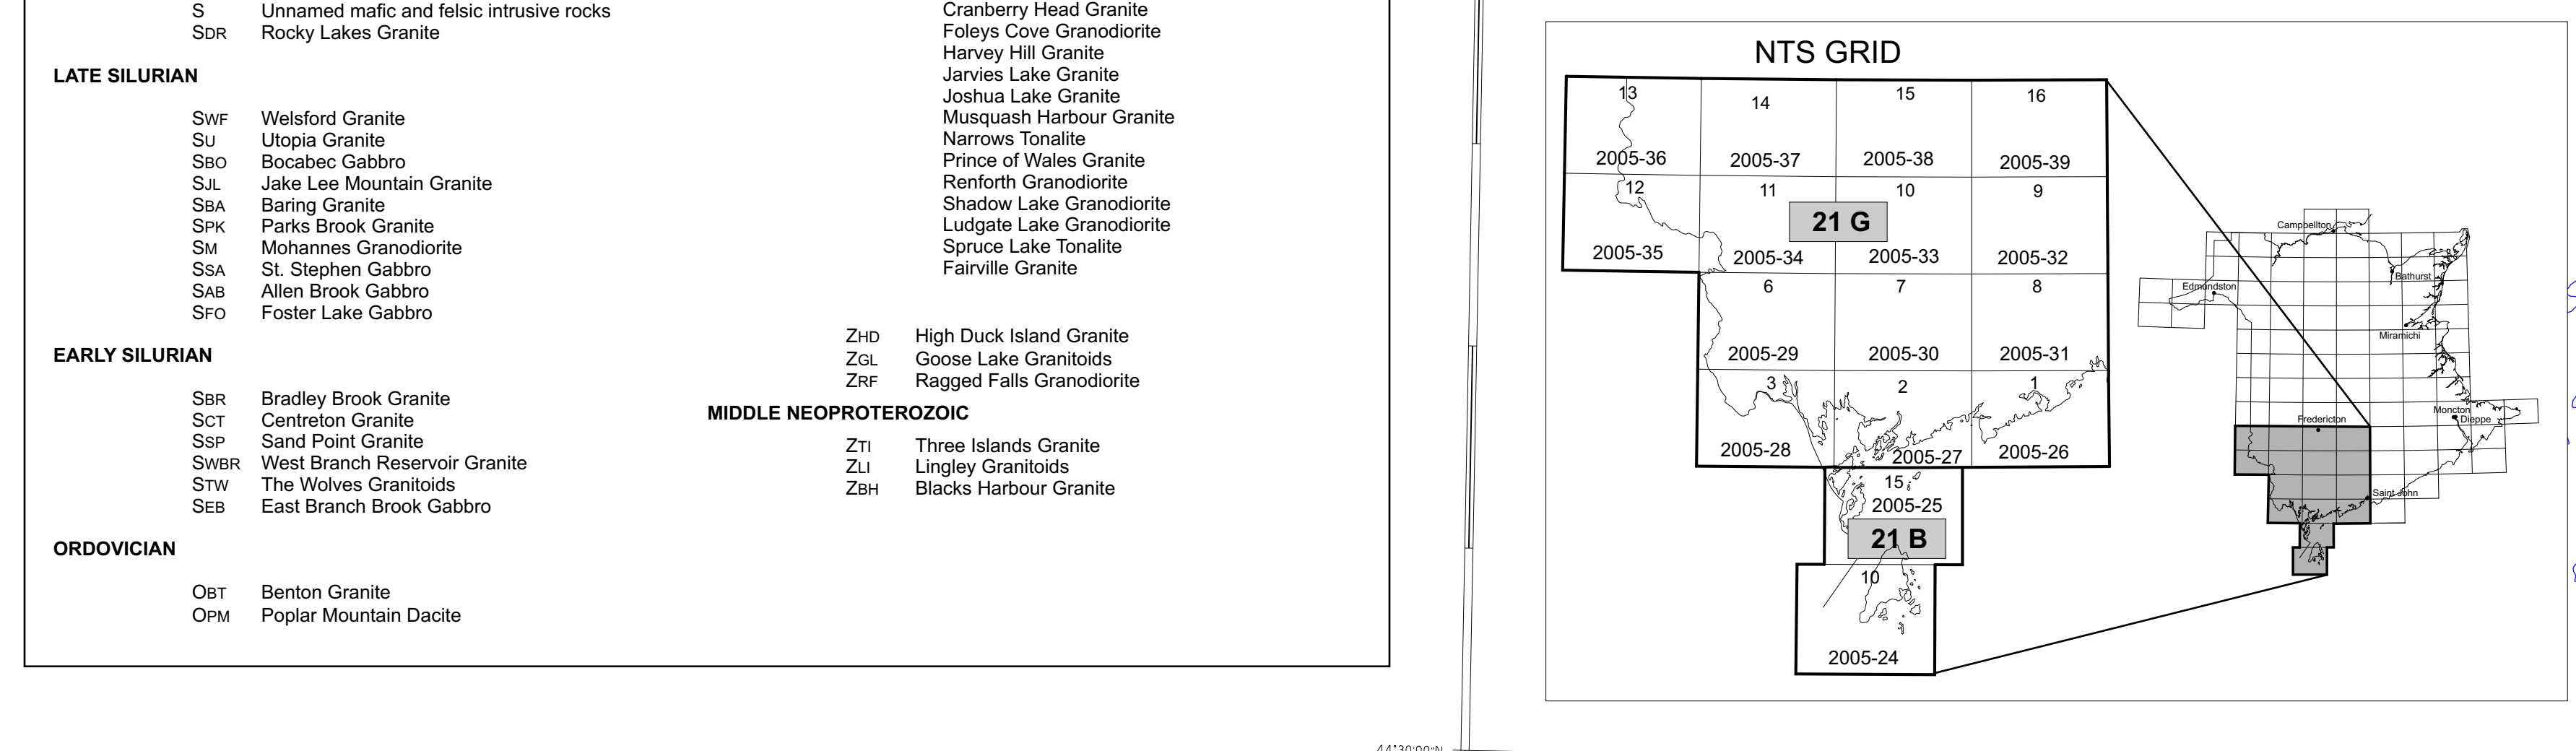 S Unnamed mafic and felsic intrusive rocks
SDR Rocky Lakes Granite
LATE SILURIAN
SWF Welsford Granite
SU Utopia Granite
SBO Bocabec Gabbro
SJL Jake Lee Mountain Granite
SBA Baring Granite
SPK Parks Brook Granite
SM Mohannes Granodiorite
SSA St. Stephen Gabbro
SAB Allen Brook Gabbro
SFO Foster Lake Gabbro
EARLY SILURIAN
SBR Bradley Brook Granite
SCT Centreton Granite
SSP Sand Point Granite
SWBR West Branch Reservoir Granite
STW The Wolves Granitoids
SEB East Branch Brook Gabbro
ORDOVICIAN
OBT Benton Granite
OPM Poplar Mountain Dacite
Cranberry Head Granite
Foleys Cove Granodiorite
Harvey Hill Granite
Jarvies Lake Granite
Joshua Lake Granite
Musquash Harbour Granite
Narrows Tonalite
Prince of Wales Granite
Renforth Granodiorite
Shadow Lake Granodiorite
Ludgate Lake Granodiorite
Spruce Lake Tonalite
Fairville Granite
ZHD High Duck Island Granite
ZGL Goose Lake Granitoids
ZRF Ragged Falls Granodiorite
MIDDLE NEOPROTEROZOIC
ZTI Three Islands Granite
ZLI Lingley Granitoids
ZBH Blacks Harbour Granite
44°30'00"N
NTS GRID
13 14 15 16
2005-36 2005-37 2005-38 2005-39
12 11 10 9
21 G
2005-35 2005-34 2005-33 2005-32
6 7 8
2005-29 2005-30 2005-31
3 2 1
2005-28 2005-27 2005-26
15
2005-25
21 B
10
2005-24
Campbellton
Bathurst
Edmundston
Miramichi
Moncton
Dieppe
Fredericton
Saint John